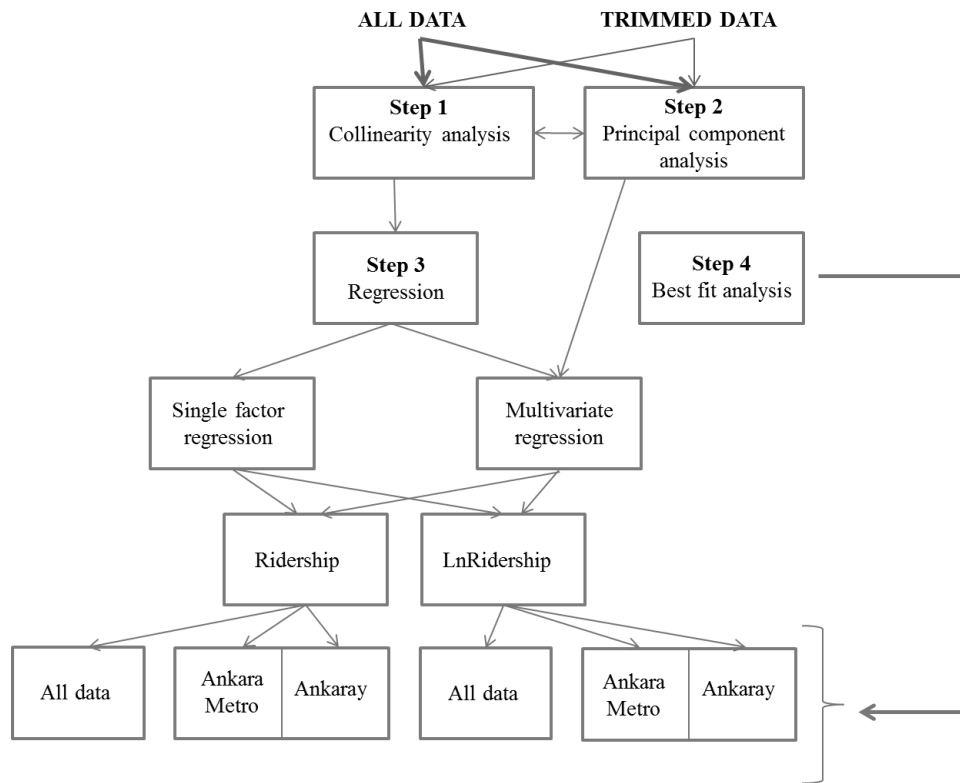 ALL DATA
TRIMMED DATA
Step 1
Collinearity analysis
Step 2
Principal component
analysis
Step 3
Regression
Step 4
Best fit analysis
Single factor
regression
Multivariate
regression
Ridership
LnRidership
All data
Ankara
Metro
Ankaray
All data
Ankara
Metro
Ankaray